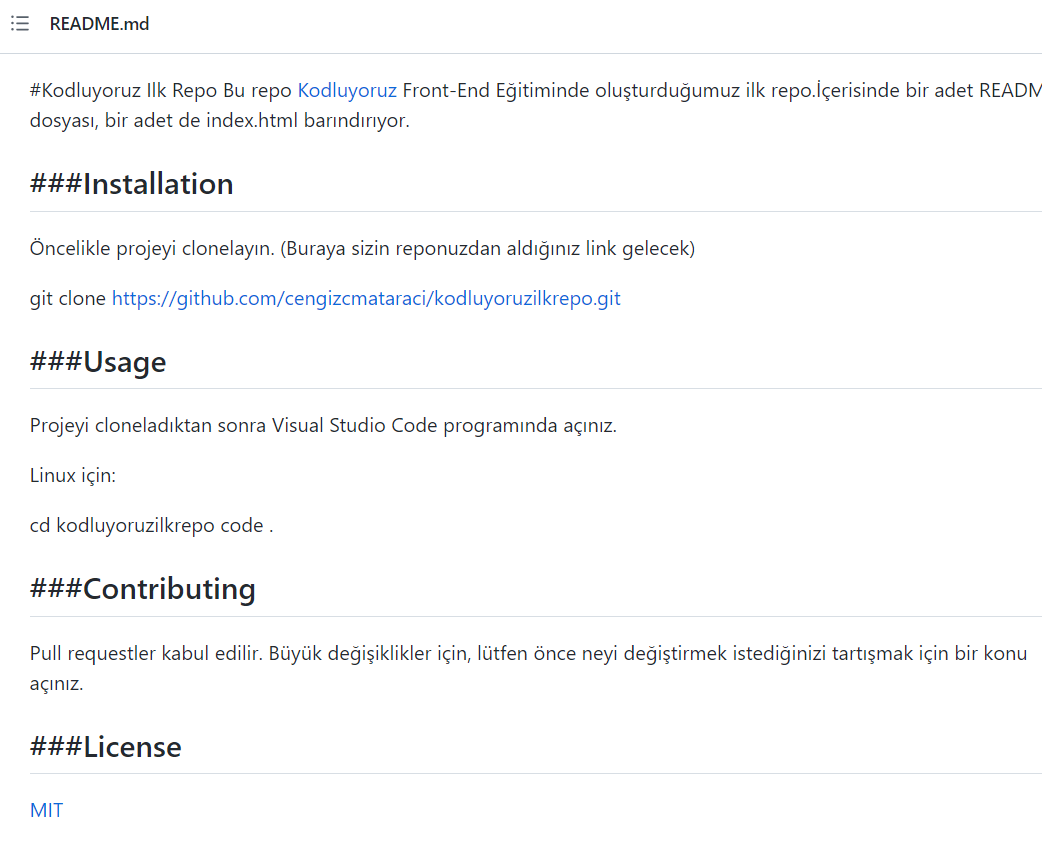 README.md
#Kodluyoruz Ilk Repo Bu repo Kodluyoruz Front-End Eğitiminde oluşturduğumuz ilk repo.İçerisinde bir adet READM
dosyası, bir adet de index.html barındırıyor.
###Installation
Öncelikle projeyi clonelayın. (Buraya sizin reponuzdan aldığınız link gelecek)
git clone https://github.com/cengizcmataraci/kodluyoruzilkrepo.git
###Usage
Projeyi cloneladıktan sonra Visual Studio Code programında açınız.
Linux için:
cd kodluyoruzilkrepo code .
###Contributing
Pull requestler kabul edilir. Büyük değişiklikler için, lütfen önce neyi değiştirmek istediğinizi tartışmak için bir konu
açınız.
###License
MIT